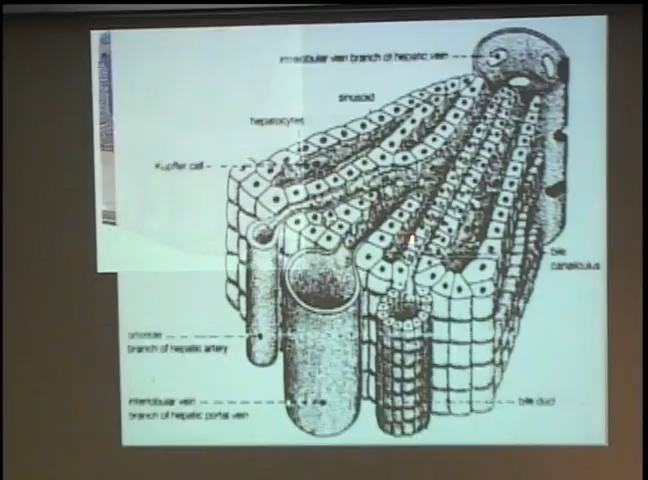 intralobular vein branch of hepatic vein
sinusoid
hepatocytes
Kupffer cell
bile
canaliculus
arteriole
branch of hepatic artery
interlobular vein
branch of hepatic portal vein
bile duct